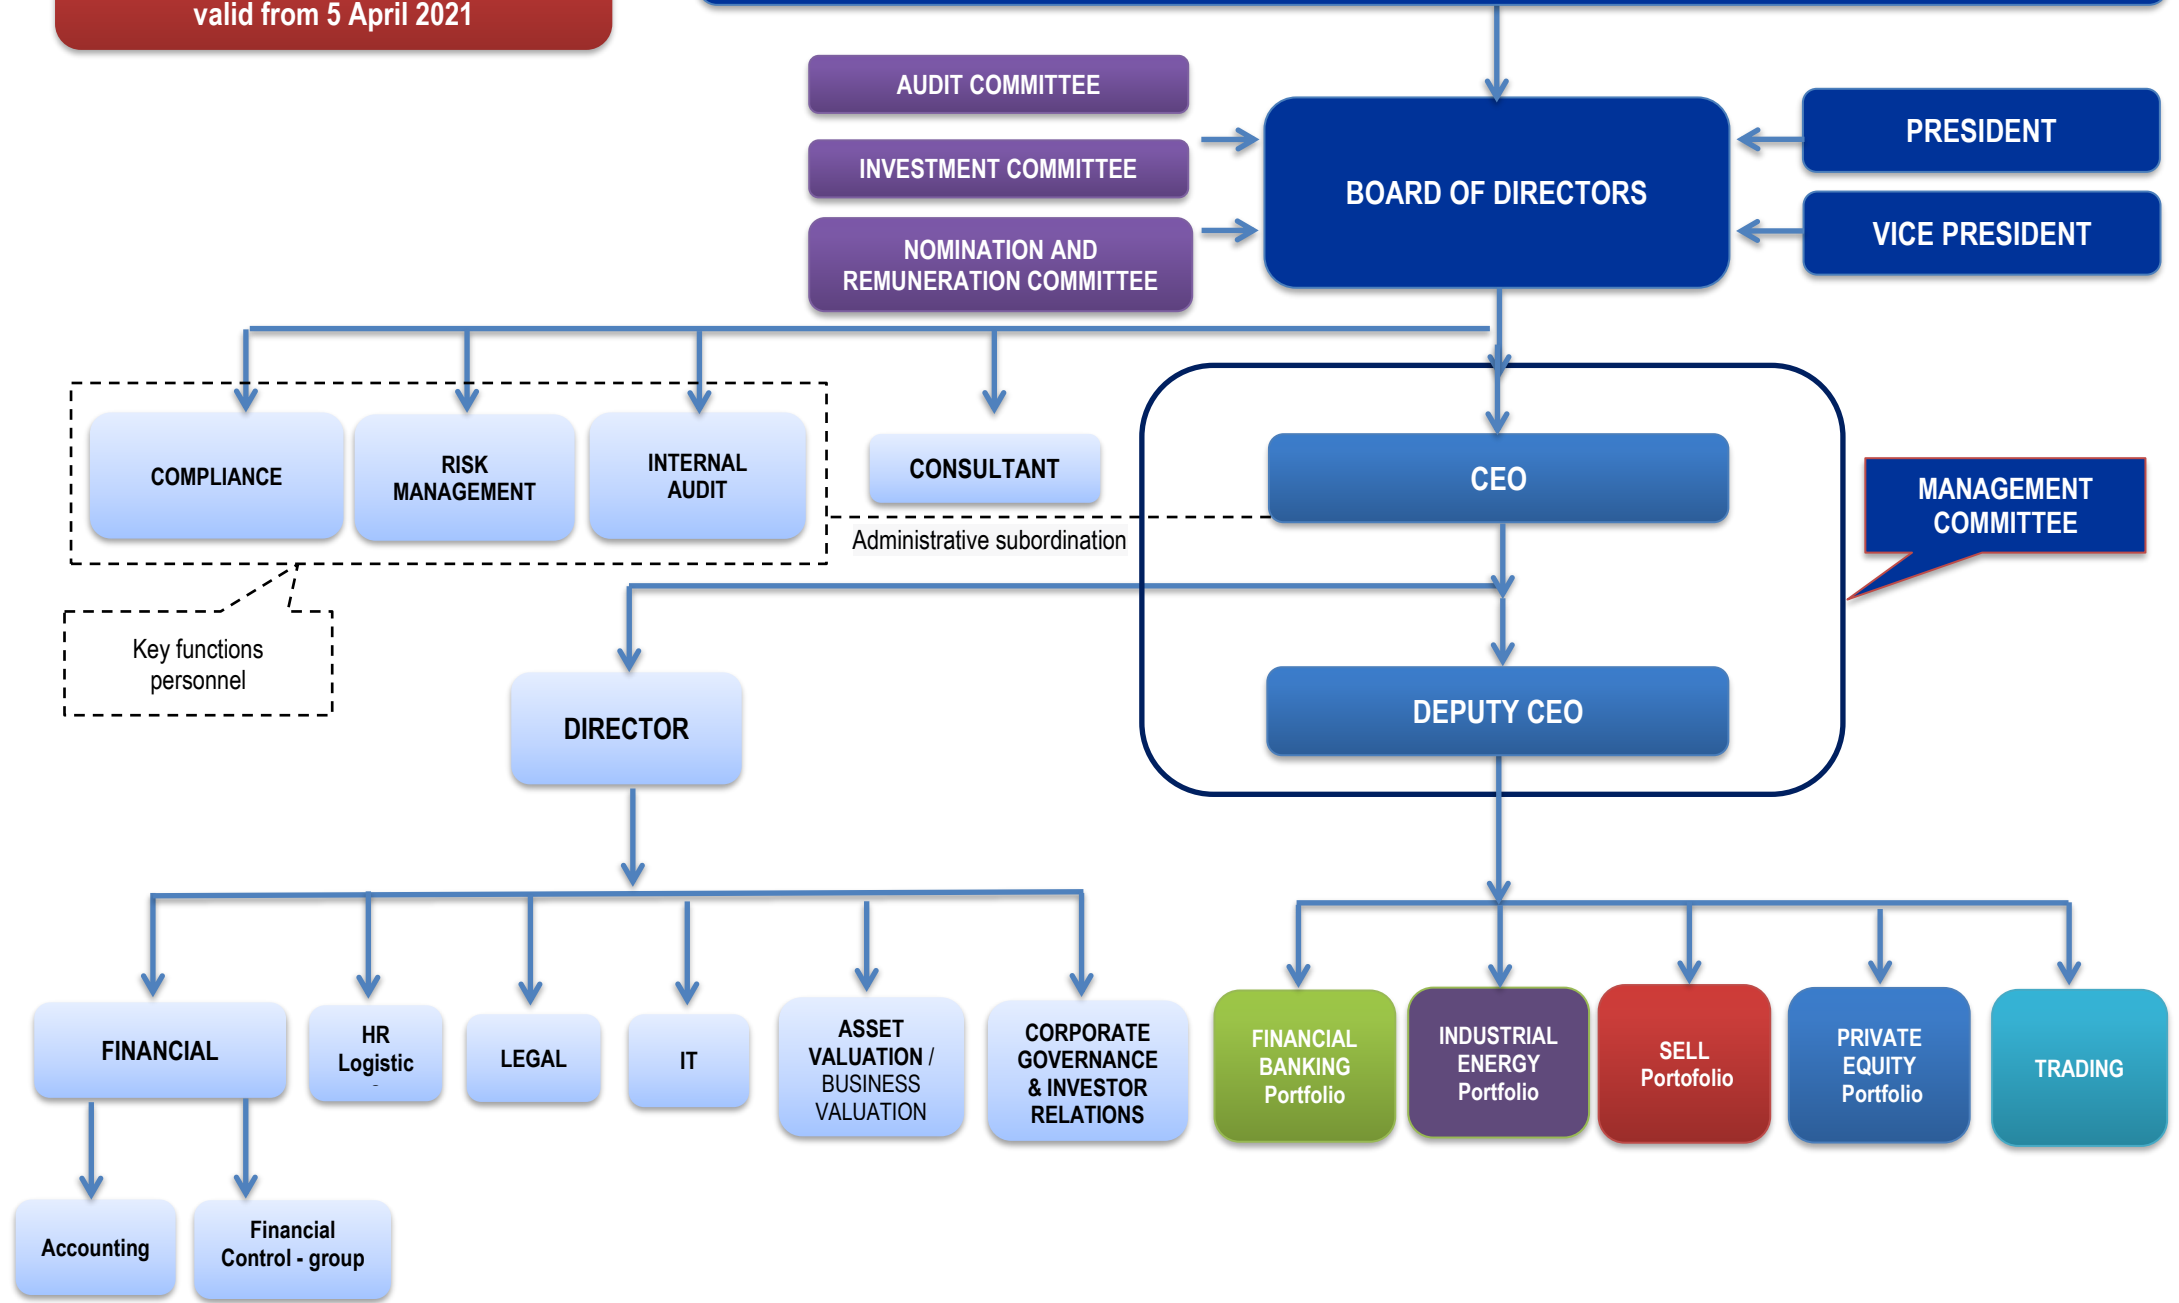 valid from 5 April 2021
AUDIT COMMITTEE
INVESTMENT COMMITTEE
NOMINATION AND
REMUNERATION COMMITTEE
BOARD OF DIRECTORS
PRESIDENT
VICE PRESIDENT
COMPLIANCE
RISK
MANAGEMENT
INTERNAL
AUDIT
CONSULTANT
CEO
MANAGEMENT
COMMITTEE
Administrative subordination
Key functions
personnel
DIRECTOR
DEPUTY CEO
FINANCIAL
HR
Logistic
LEGAL
IT
ASSET
VALUATION /
BUSINESS
VALUATION
CORPORATE
GOVERNANCE
& INVESTOR
RELATIONS
FINANCIAL
BANKING
Portfolio
INDUSTRIAL
ENERGY
Portfolio
SELL
Portofolio
PRIVATE
EQUITY
Portfolio
TRADING
Accounting
Financial
Control - group